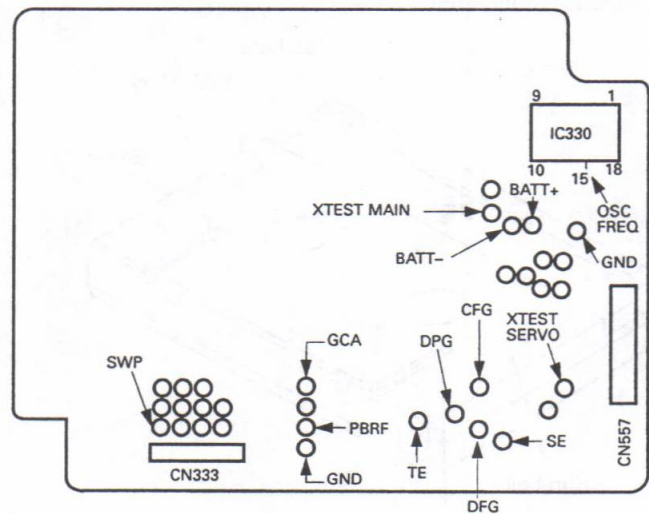 9 1
IC330
10 18
15
BATT+
XTEST MAIN
OSC
FREQ
BATT–
GND
CFG
XTEST
SERVO
GCA
DPG
SWP
PBRF
SE
TE
CN557
CN333
GND
DFG